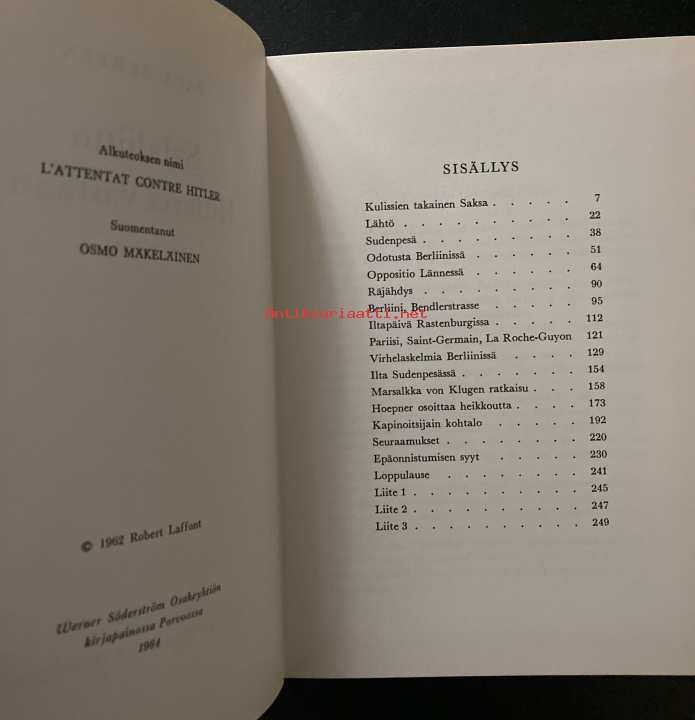 Alkuteoksen nimi
L'ATTENTAT CONTRE HITLER
Suomentanut
OSMO MÄKELÄINEN
© 1962 Robert Laffont
Werner Söderström Osakeyhtiön
kirjapainossa Porvoossa
1964
SISÄLLYS
Kulissien takainen Saksa . . . . . 7
Lähtö . . . . . . . . . . 22
Sudenpesä . . . . . . . . . 38
Odotusta Berliinissä . . . . . . 51
Oppositio Lännessä . . . . . . 64
Räjähdys . . . . . . . . . 90
Berliini, Bendlerstrasse . . . . . 95
Antikvariaatti.net
Iltapäivä Rastenburgissa . . . . . 112
Pariisi, Saint-Germain, La Roche-Guyon 121
Virhelaskelmia Berliinissä . . . . . 129
Ilta Sudenpesässä . . . . . . . 154
Marsalkka von Klugen ratkaisu . . . 158
Hoepner osoittaa heikkoutta . . . . 173
Kapinoitsijain kohtalo . . . . . 192
Seuraamukset . . . . . . . . 220
Epäonnistumisen syyt . . . . . 230
Loppulause . . . . . . . . 241
Liite 1 . . . . . . . . . . 245
Liite 2 . . . . . . . . . . 247
Liite 3 . . . . . . . . . . 249